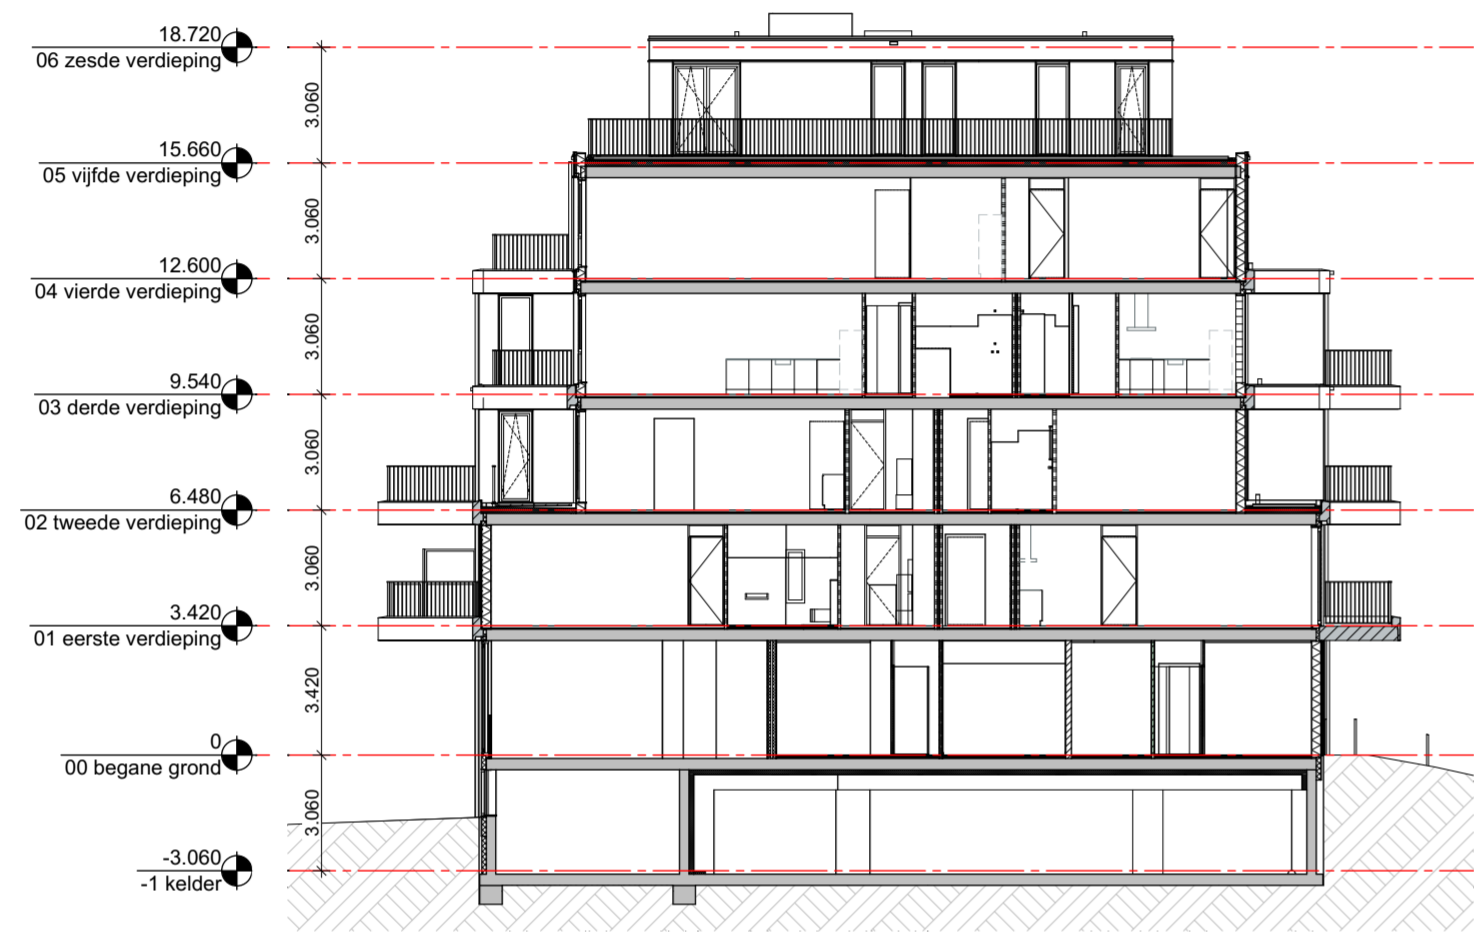 18.720
06 zesde verdieping
3.060
15.660
05 vijfde verdieping
3.060
12.600
04 vierde verdieping
3.060
9.540
03 derde verdieping
3.060
6.480
02 tweede verdieping
3.060
3.420
01 eerste verdieping
3.420
0
00 begane grond
3.060
-3.060
-1 kelder